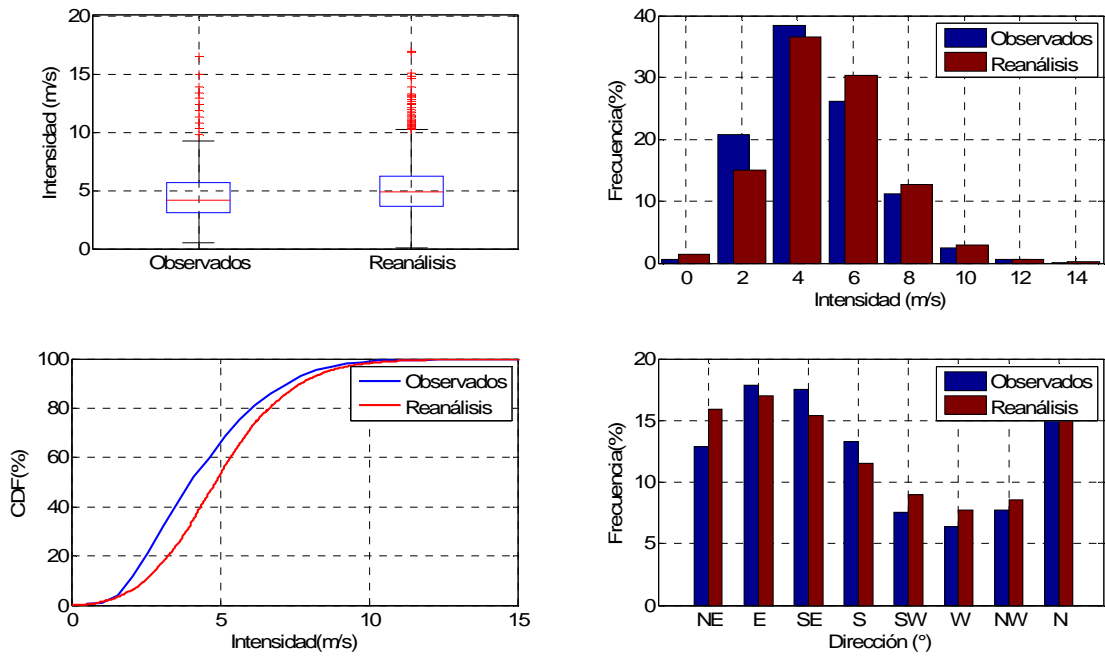 20
15
10
5
0
Intensidad (m/s)
Observados
Reanálisis
40
30
20
10
0
Frecuencia(%)
Observados
Reanálisis
0 2 4 6 8 10 12 14
Intensidad (m/s)
100
80
60
40
20
0
CDF(%)
Observados
Reanálisis
0 5 10 15
Intensidad(m/s)
20
15
10
5
0
Frecuencia(%)
Observados
Reanálisis
NE E SE S SW W NW N
Dirección (°)